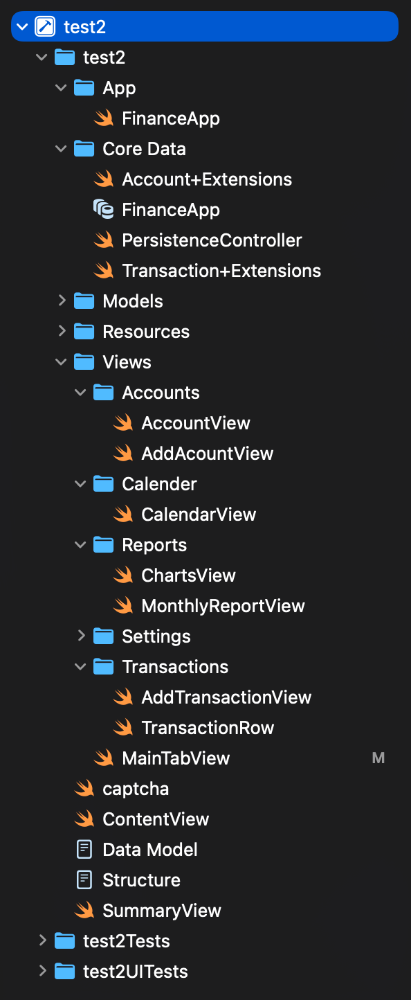 test2
test2
App
FinanceApp
Core Data
Account+Extensions
FinanceApp
PersistenceController
Transaction+Extensions
Models
Resources
Views
Accounts
AccountView
AddAcountView
Calender
CalendarView
Reports
ChartsView
MonthlyReportView
Settings
Transactions
AddTransactionView
TransactionRow
MainTabView M
captcha
ContentView
Data Model
Structure
SummaryView
test2Tests
test2UITests